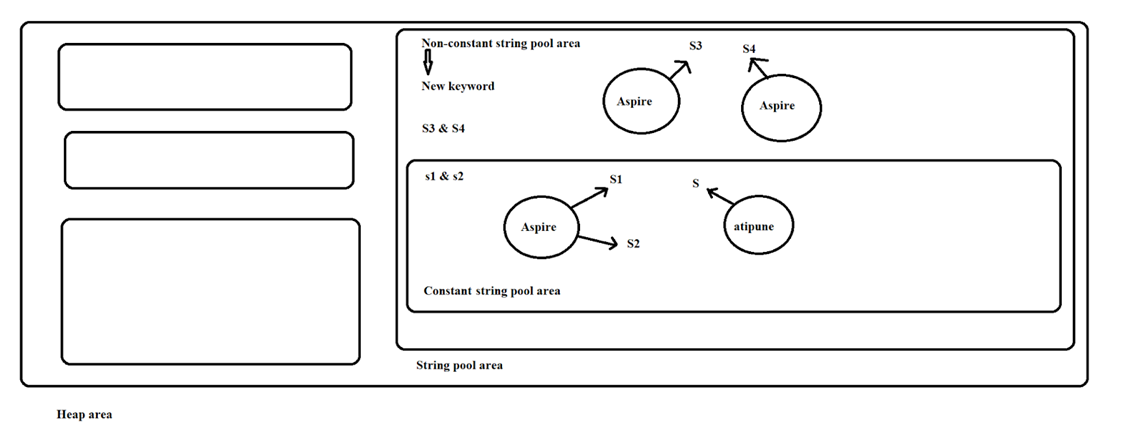 Non-constant string pool area
S3
S4
New keyword
Aspire
Aspire
S3 & S4
s1 & s2
S1
S
Aspire
atipune
S2
Constant string pool area
String pool area
Heap area